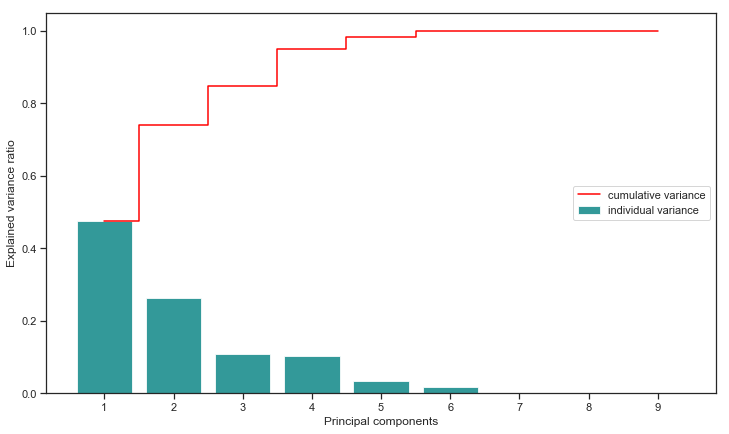 1.0
0.8
0.6
0.4
0.2
0.0
Explained variance ratio
cumulative variance
individual variance
1 2 3 4 5 6 7 8 9
Principal components